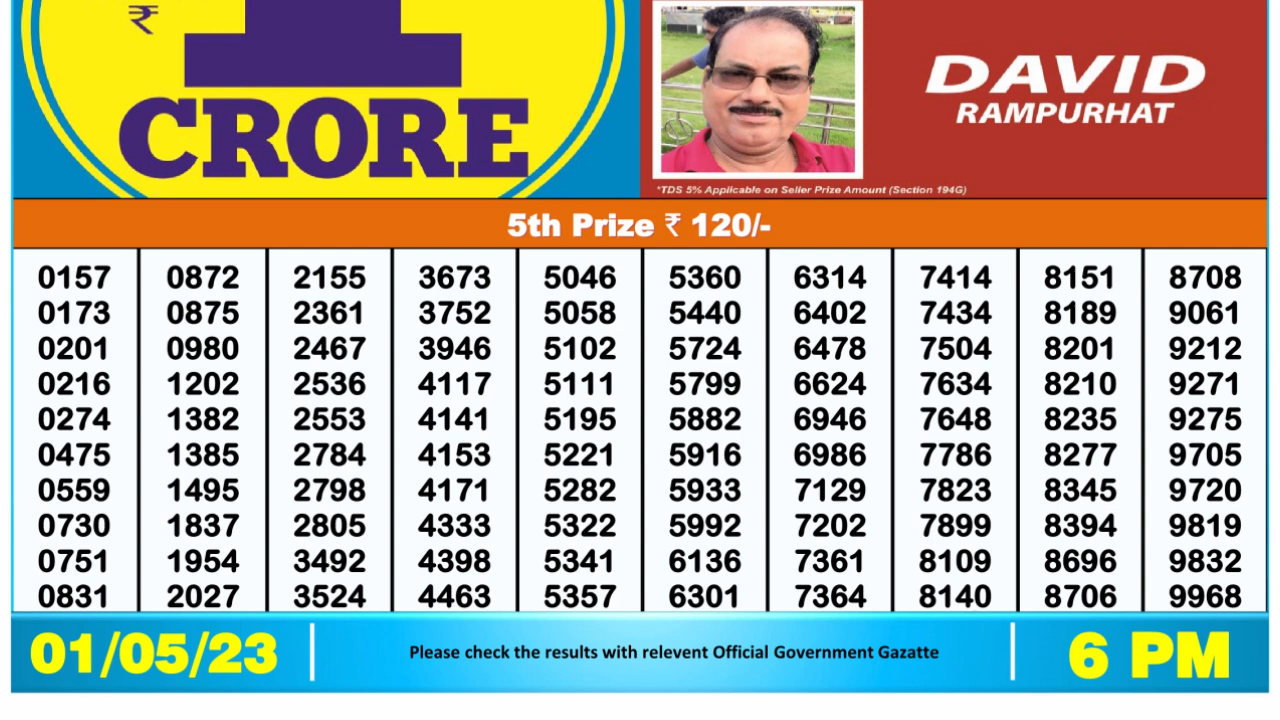 ₹
1
CRORE
DAVID
RAMPURHAT
*TDS 5% Applicable on Seller Prize Amount (Section 194G)
5th Prize ₹ 120/-
0157 0872 2155 3673 5046 5360 6314 7414 8151 8708
0173 0875 2361 3752 5058 5440 6402 7434 8189 9061
0201 0980 2467 3946 5102 5724 6478 7504 8201 9212
0216 1202 2536 4117 5111 5799 6624 7634 8210 9271
0274 1382 2553 4141 5195 5882 6946 7648 8235 9275
0475 1385 2784 4153 5221 5916 6986 7786 8277 9705
0559 1495 2798 4171 5282 5933 7129 7823 8345 9720
0730 1837 2805 4333 5322 5992 7202 7899 8394 9819
0751 1954 3492 4398 5341 6136 7361 8109 8696 9832
0831 2027 3524 4463 5357 6301 7364 8140 8706 9968
01/05/23 Please check the results with relevent Official Government Gazatte 6 PM